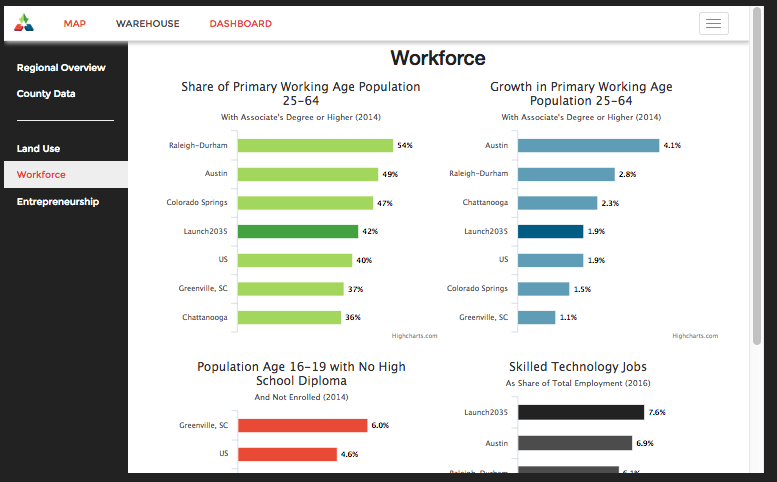 MAP WAREHOUSE DASHBOARD
Regional Overview
County Data
Land Use
Workforce
Entrepreneurship
Workforce
Share of Primary Working Age Population
25-64
With Associate's Degree or Higher (2014)
Raleigh-Durham 54%
Austin 49%
Colorado Springs 47%
Launch2035 42%
US 40%
Greenville, SC 37%
Chattanooga 36%
Highcharts.com
Growth in Primary Working Age
Population 25-64
With Associate's Degree or Higher (2014)
Austin 4.1%
Raleigh-Durham 2.8%
Chattanooga 2.3%
Launch2035 1.9%
US 1.9%
Colorado Springs 1.5%
Greenville, SC 1.1%
Highcharts.com
Population Age 16-19 with No High
School Diploma
And Not Enrolled (2014)
Greenville, SC 6.0%
US 4.6%
Skilled Technology Jobs
As Share of Total Employment (2016)
Launch2035 7.6%
Austin 6.9%
Raleigh-Durham 6.1%